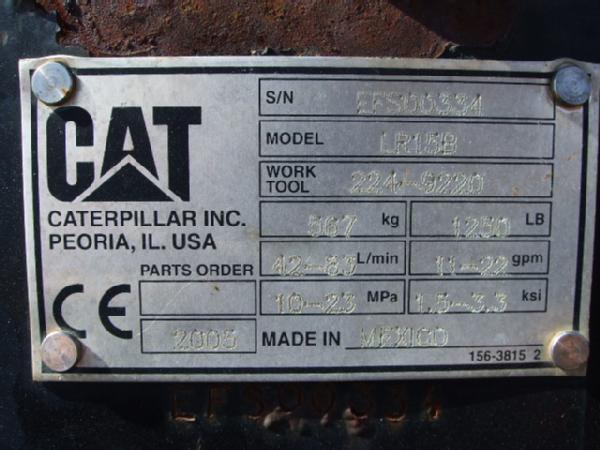 CAT
CATERPILLAR INC.
PEORIA, IL. USA
S/N EFS00334
MODEL LR15B
WORK TOOL 224-9220
567 kg 1250 LB
42-83 L/min 11-22 gpm
PARTS ORDER
10-23 MPa 1.5-3.3 ksi
CE
2005 MADE IN MEXICO
156-3815 2
EFS00334